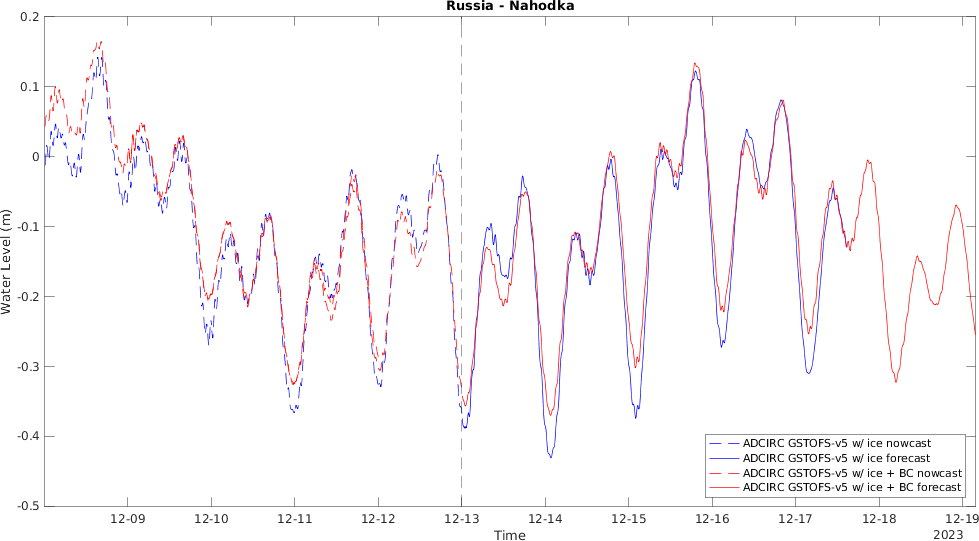 Russia - Nahodka
Water Level (m)
0.2
0.1
0
-0.1
-0.2
-0.3
-0.4
-0.5
12-09
12-10
12-11
12-12
12-13
12-14
12-15
12-16
12-17
12-18
12-19
Time
2023
ADCIRC GSTOFS-v5 w/ ice nowcast
ADCIRC GSTOFS-v5 w/ ice forecast
ADCIRC GSTOFS-v5 w/ ice + BC nowcast
ADCIRC GSTOFS-v5 w/ ice + BC forecast